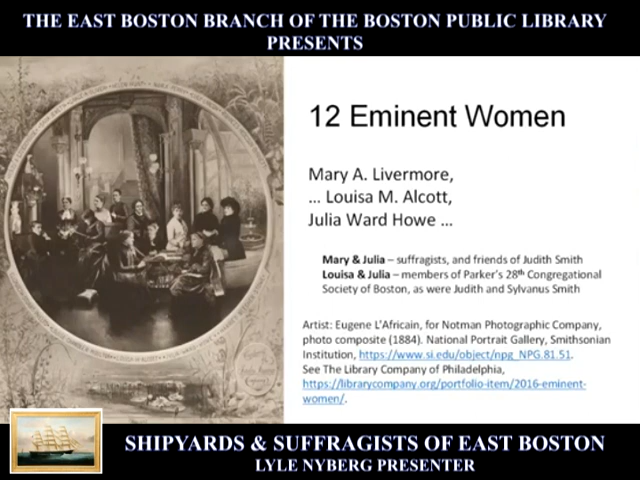 THE EAST BOSTON BRANCH OF THE BOSTON PUBLIC LIBRARY
PRESENTS
12 Eminent Women
Mary A. Livermore,
... Louisa M. Alcott,
Julia Ward Howe ...
Mary & Julia – suffragists, and friends of Judith Smith
Louisa & Julia – members of Parker's 28th Congregational
Society of Boston, as were Judith and Sylvanus Smith
Artist: Eugene L'Africain, for Notman Photographic Company,
photo composite (1884). National Portrait Gallery, Smithsonian
Institution, https://www.si.edu/object/npg_NPG.81.51.
See The Library Company of Philadelphia,
https://librarycompany.org/portfolio-item/2016-eminent-
women/.
SHIPYARDS & SUFFRAGISTS OF EAST BOSTON
LYLE NYBERG PRESENTER